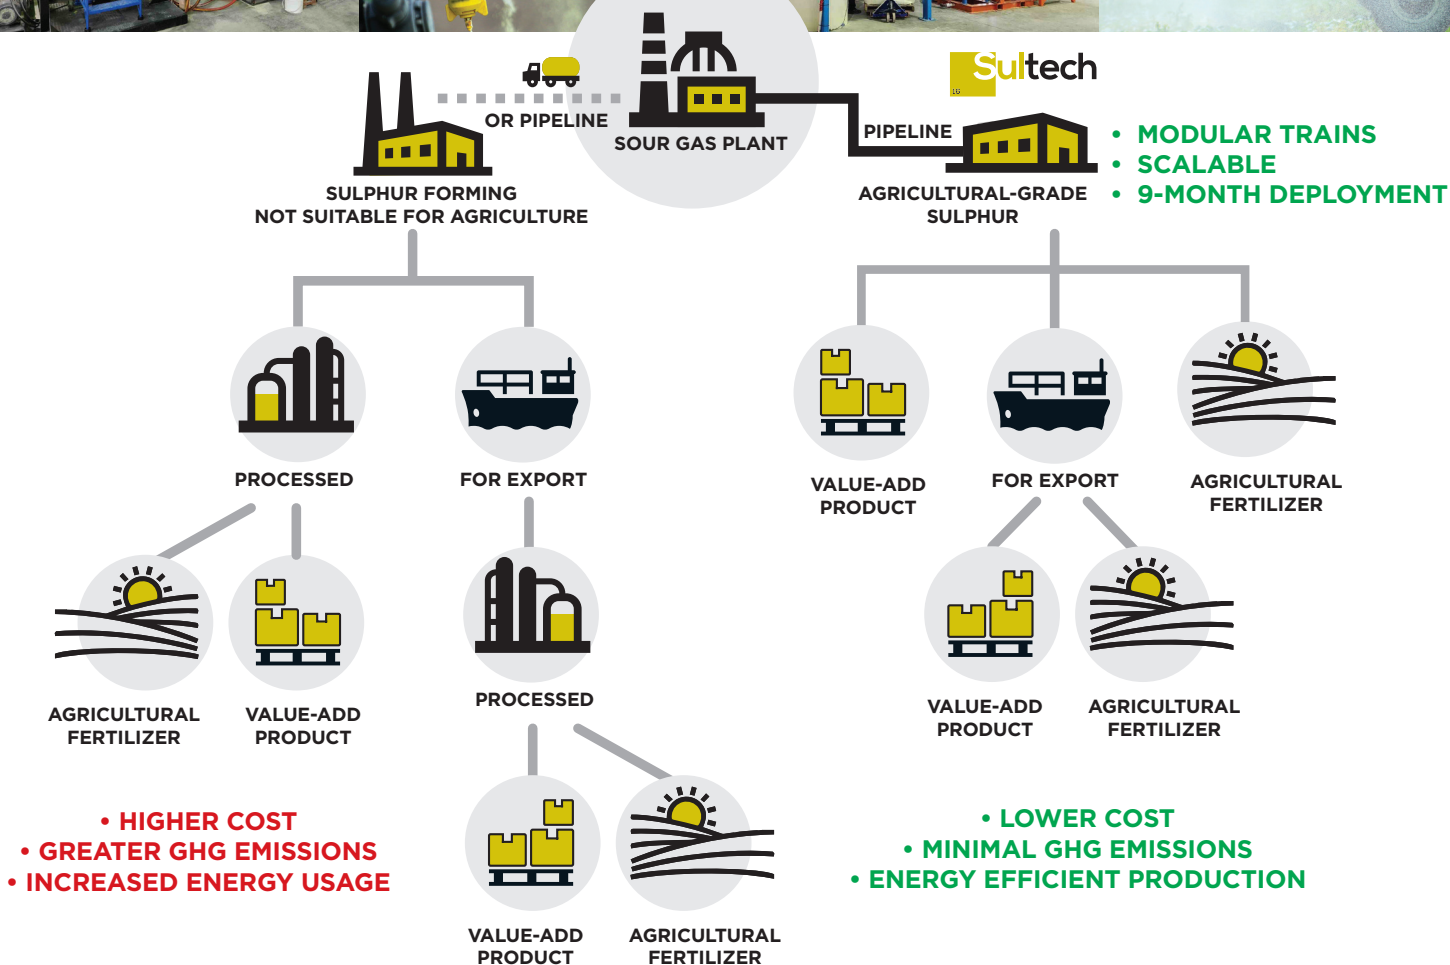 Sultech
16
OR PIPELINE
SOUR GAS PLANT
PIPELINE
• MODULAR TRAINS
• SCALABLE
• 9-MONTH DEPLOYMENT
SULPHUR FORMING
NOT SUITABLE FOR AGRICULTURE
AGRICULTURAL-GRADE
SULPHUR
PROCESSED
FOR EXPORT
VALUE-ADD
PRODUCT
FOR EXPORT
AGRICULTURAL
FERTILIZER
AGRICULTURAL
FERTILIZER
VALUE-ADD
PRODUCT
PROCESSED
VALUE-ADD
PRODUCT
AGRICULTURAL
FERTILIZER
• HIGHER COST
• GREATER GHG EMISSIONS
• INCREASED ENERGY USAGE
• LOWER COST
• MINIMAL GHG EMISSIONS
• ENERGY EFFICIENT PRODUCTION
VALUE-ADD
PRODUCT
AGRICULTURAL
FERTILIZER